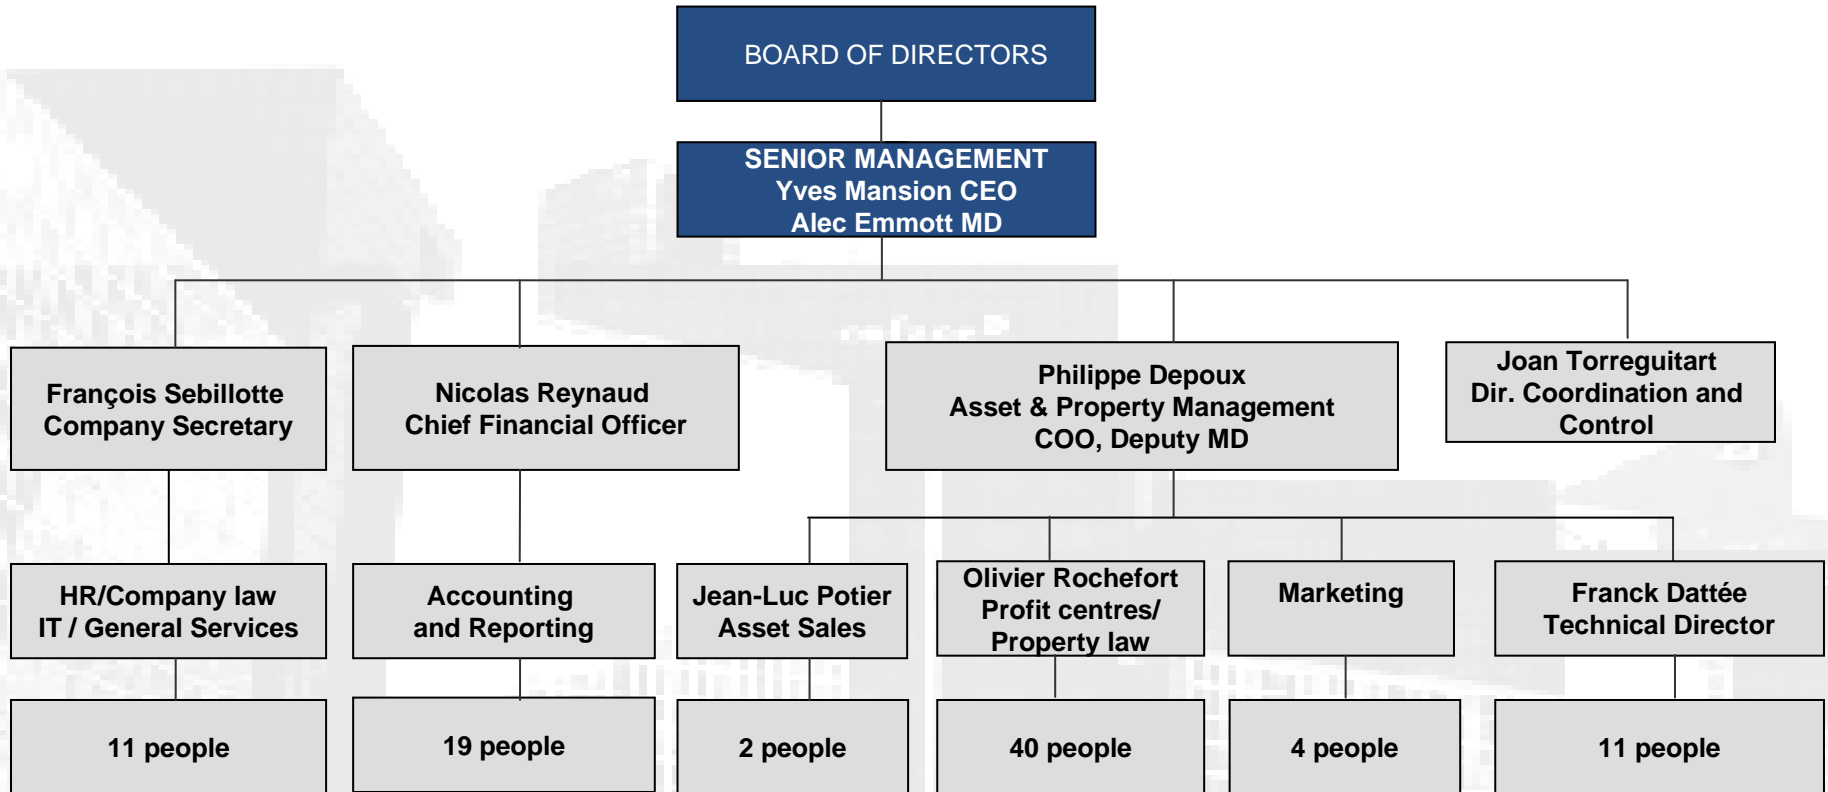 BOARD OF DIRECTORS
SENIOR MANAGEMENT
Yves Mansion CEO
Alec Emmott MD
François Sebillotte
Company Secretary
Nicolas Reynaud
Chief Financial Officer
Philippe Depoux
Asset & Property Management
COO, Deputy MD
Joan Torreguitart
Dir. Coordination and
Control
HR/Company law
IT / General Services
Accounting
and Reporting
Jean-Luc Potier
Asset Sales
Olivier Rochefort
Profit centres/
Property law
Marketing
Franck Dattée
Technical Director
11 people
19 people
2 people
40 people
4 people
11 people